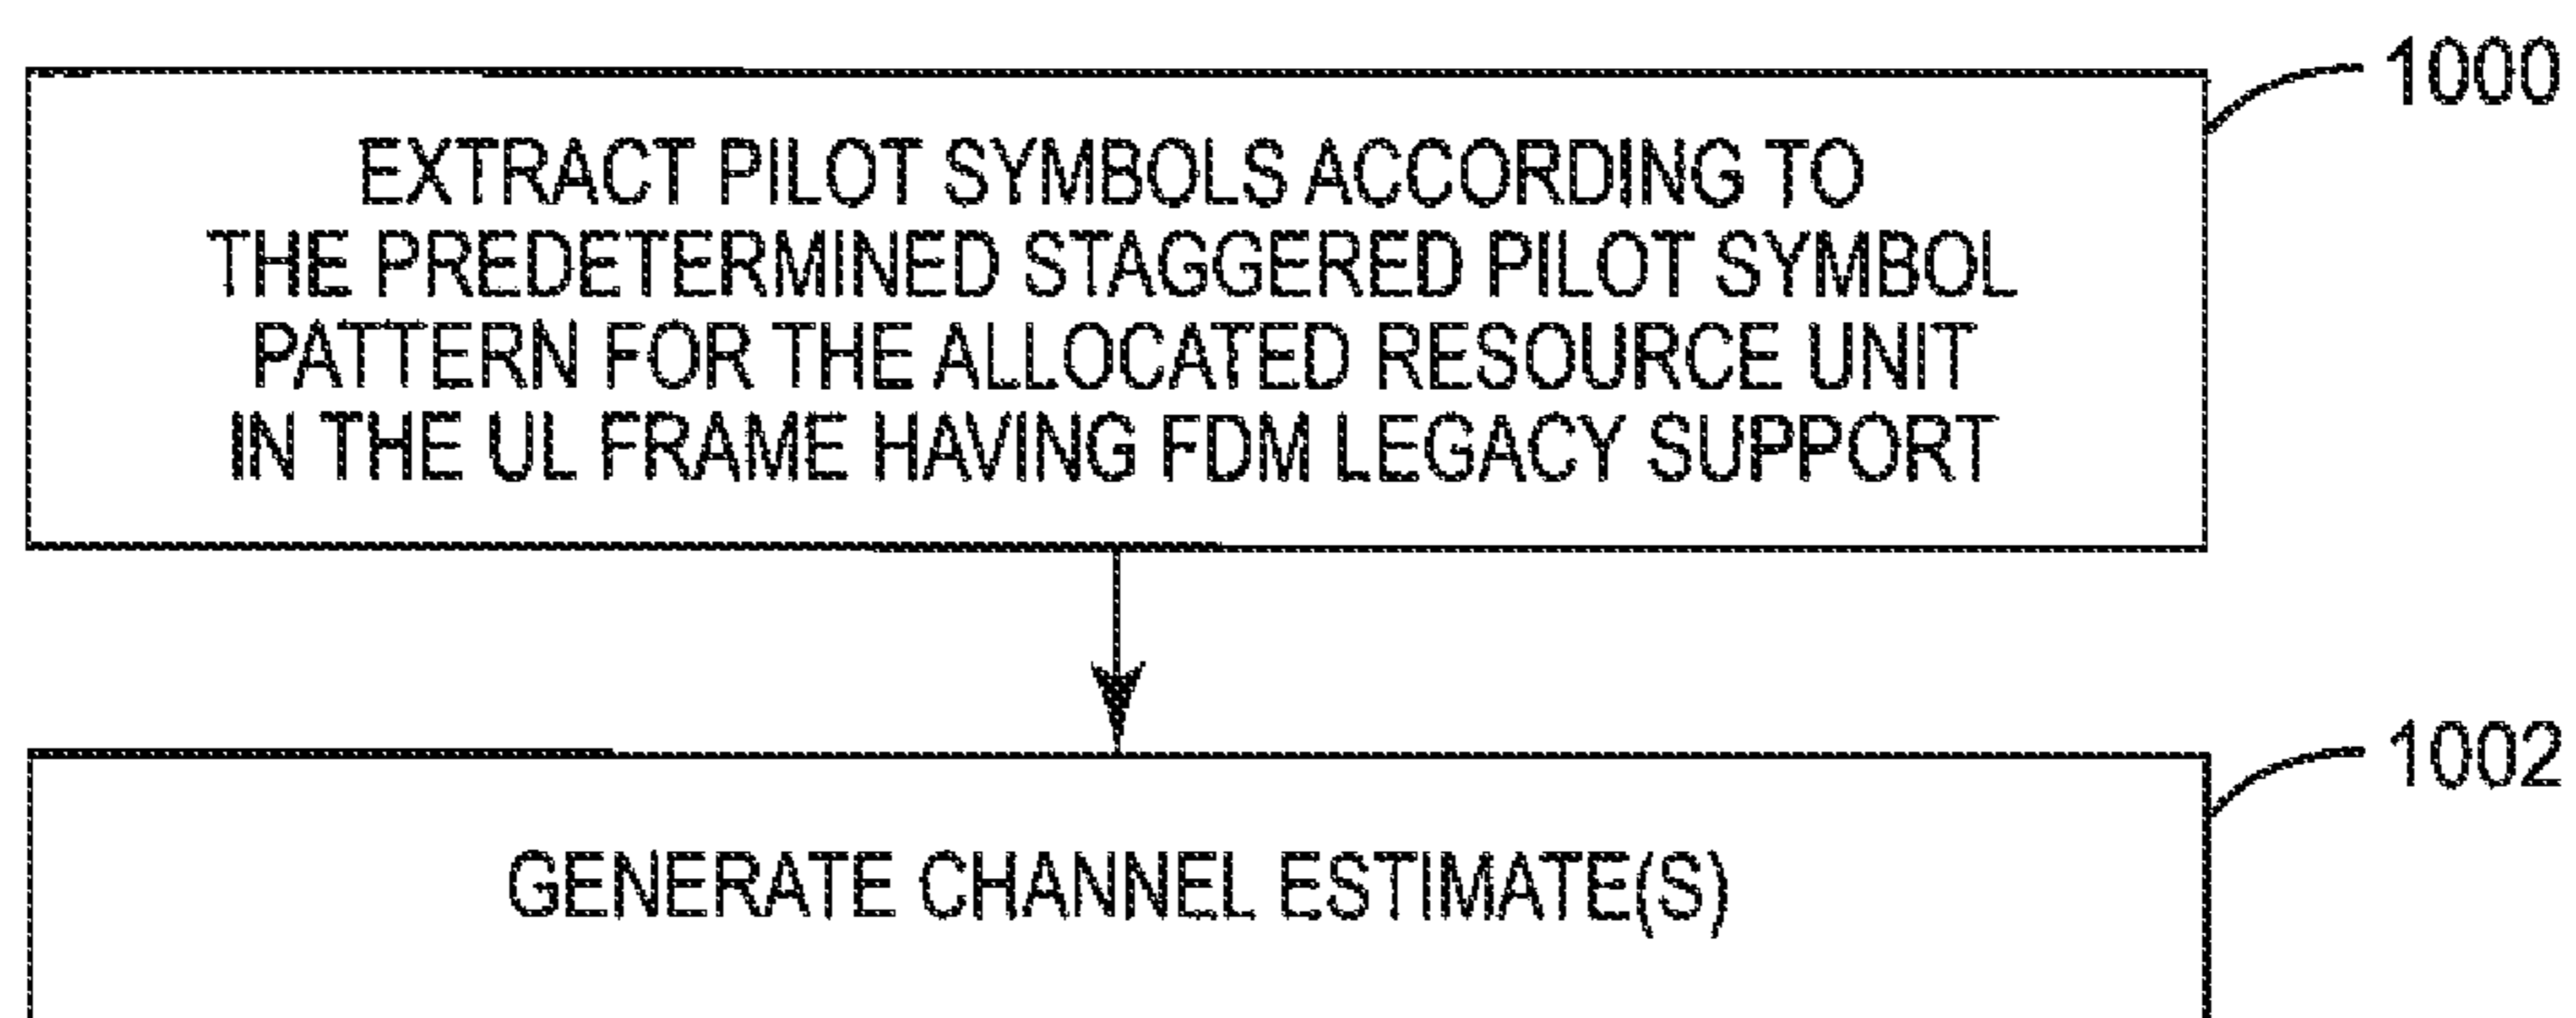 1000
EXTRACT PILOT SYMBOLS ACCORDING TO
THE PREDETERMINED STAGGERED PILOT SYMBOL
PATTERN FOR THE ALLOCATED RESOURCE UNIT
IN THE UL FRAME HAVING FDM LEGACY SUPPORT
1002
GENERATE CHANNEL ESTIMATE(S)